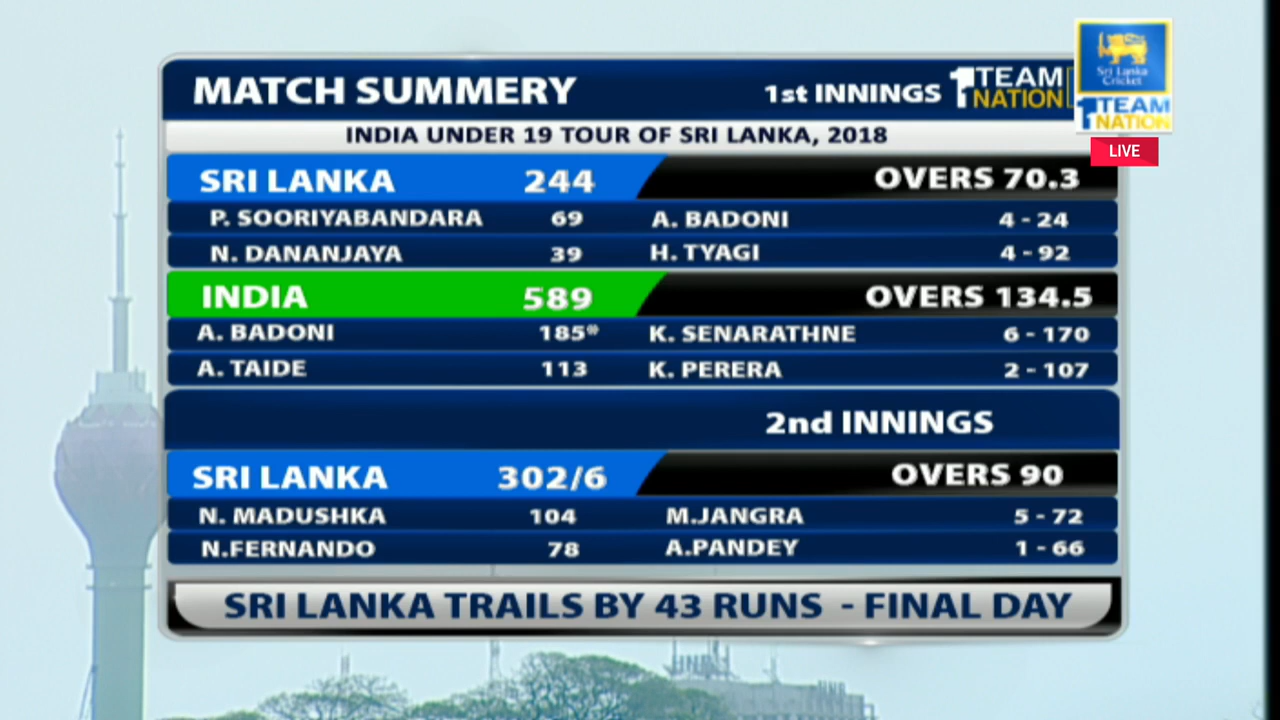 MATCH SUMMERY 1st INNINGS 1TEAM NATION
Sri Lanka Cricket
1TEAM NATION
LIVE
INDIA UNDER 19 TOUR OF SRI LANKA, 2018
SRI LANKA 244 OVERS 70.3
P. SOORIYABANDARA 69 A. BADONI 4 - 24
N. DANANJAYA 39 H. TYAGI 4 - 92
INDIA 589 OVERS 134.5
A. BADONI 185* K. SENARATHNE 6 - 170
A. TAIDE 113 K. PERERA 2 - 107
2nd INNINGS
SRI LANKA 302/6 OVERS 90
N. MADUSHKA 104 M.JANGRA 5 - 72
N.FERNANDO 78 A.PANDEY 1 - 66
SRI LANKA TRAILS BY 43 RUNS - FINAL DAY